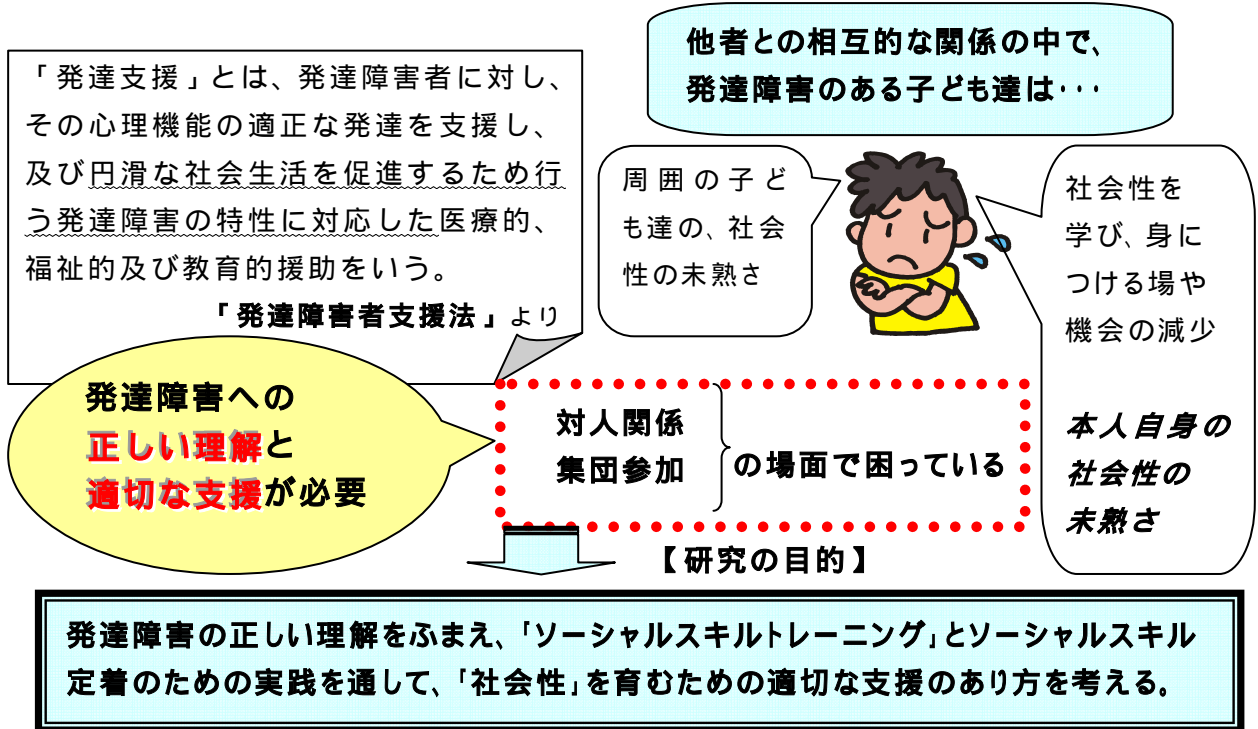 「発達支援」とは、発達障害者に対し、
その心理機能の適正な発達を支援し、
及び円滑な社会生活を促進するため行
う発達障害の特性に対応した医療的、
福祉的及び教育的援助をいう。
「発達障害者支援法」より
他者との相互的な関係の中で、
発達障害のある子ども達は・・・
周囲の子ど
も達の、社会
性の未熟さ
社会性を
学び、身に
つける場や
機会の減少
本人自身の
社会性の
未熟さ
発達障害への
正しい理解と
適切な支援が必要
対人関係
集団参加
の場面で困っている
【研究の目的】
発達障害の正しい理解をふまえ、「ソーシャルスキルトレーニング」とソーシャルスキル
定着のための実践を通して、「社会性」を育むための適切な支援のあり方を考える。